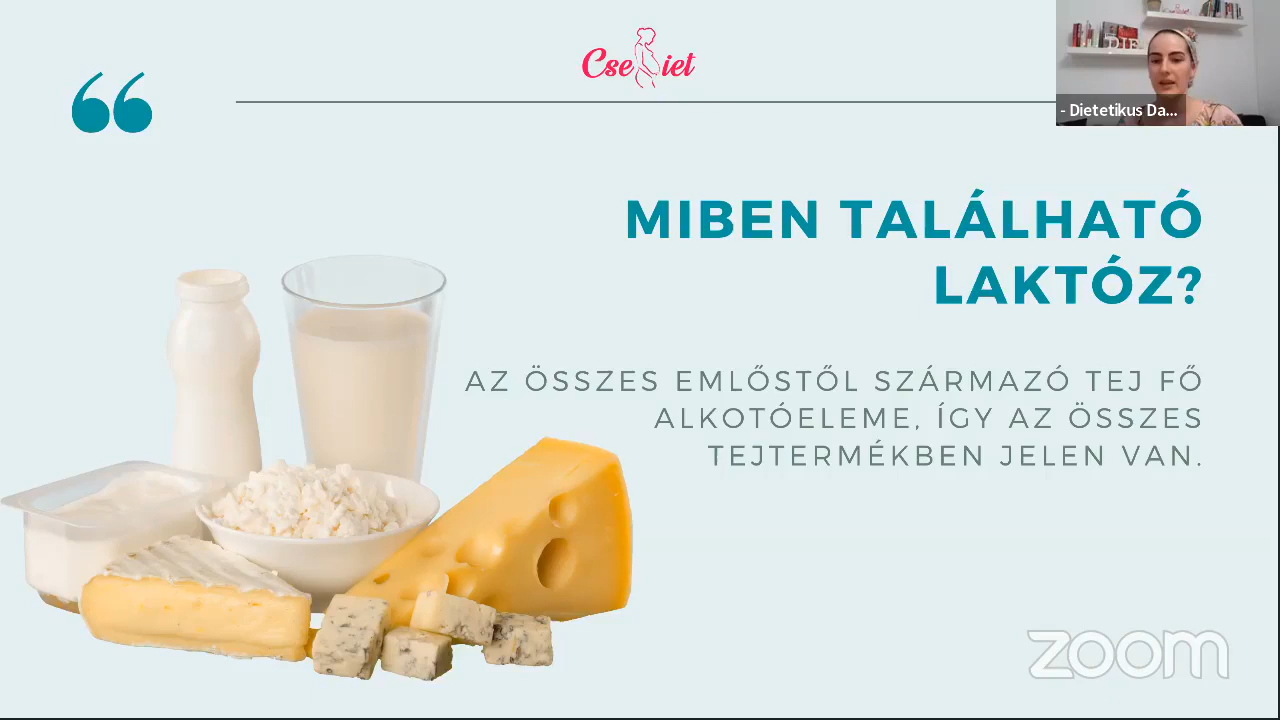 CseDiet
DIE
- Dietetikus Da...
MIBEN TALÁLHATÓ
LAKTÓZ?
AZ ÖSSZES EMLŐSTŐL SZÁRMAZÓ TEJ FŐ
ALKOTÓELEME, ÍGY AZ ÖSSZES
TEJTERMÉKBEN JELEN VAN.
zoom